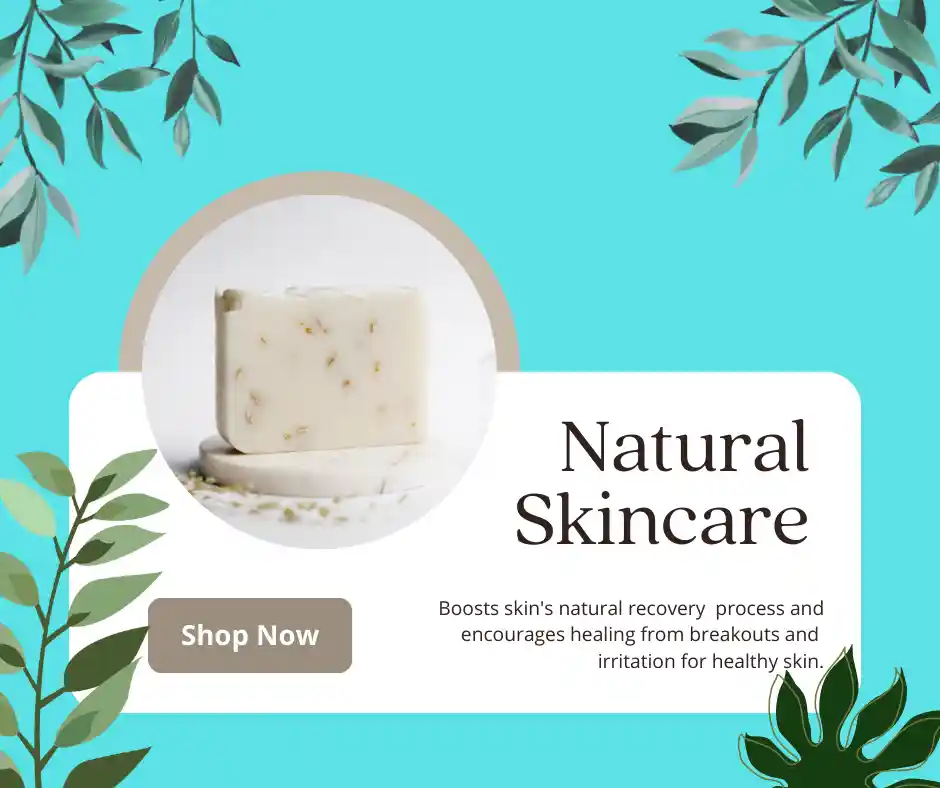 Natural
Skincare
Boosts skin's natural recovery  process and
encourages healing from breakouts and
irritation for healthy skin.
Shop Now